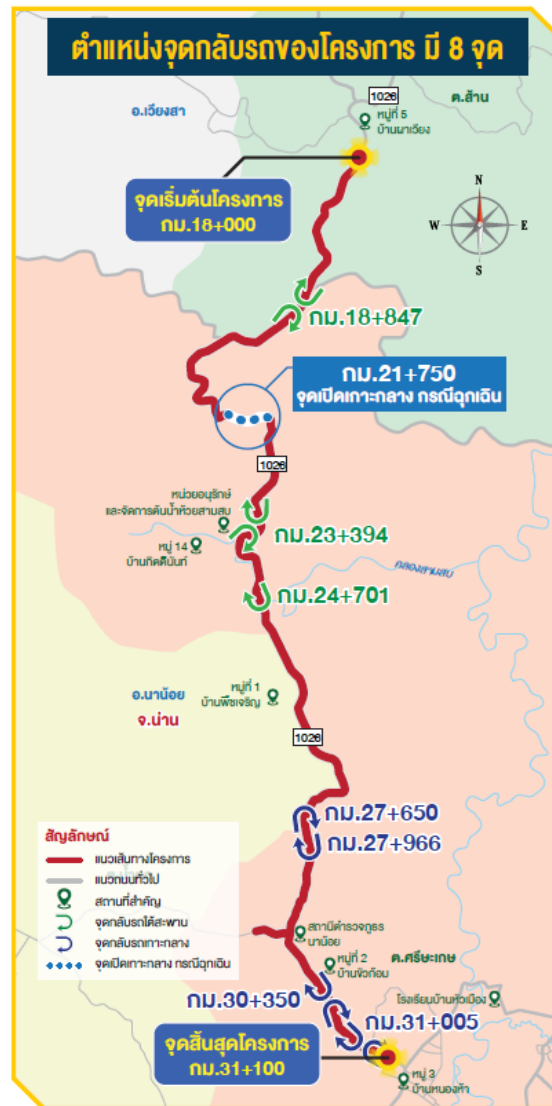 ตำแหน่งจุดกลับรถของโครงการ มี 8 จุด
1026
ต.ส้าน
อ.เวียงสา
หมู่ที่ 5
บ้านผาเวียง
จุดเริ่มต้นโครงการ
กม.18+000
N
W
E
S
กม.18+847
กม.21+750
จุดเปิดเกาะกลาง กรณีฉุกเฉิน
1026
หน่วยอนุรักษ์
และจัดการต้นน้ำห้วยสามสบ
กม.23+394
หมู่ 14
บ้านกิตตินันท์
คลองสามสบ
กม.24+701
หมู่ที่ 1
บ้านพืชเจริญ
อ.นาน้อย
จ.น่าน
1026
กม.27+650
กม.27+966
สัญลักษณ์
แนวเส้นทางโครงการ
แนวถนนทั่วไป
สถานที่สำคัญ
จุดกลับรถใต้สะพาน
จุดกลับรถเกาะกลาง
จุดเปิดเกาะกลาง กรณีฉุกเฉิน
สถานีตำรวจภูธร
นาน้อย
หมู่ที่ 2
บ้านขัวก้อม
ต.ศรีษะเกษ
กม.30+350
โรงเรียนบ้านหัวเมือง
กม.31+005
จุดสิ้นสุดโครงการ
กม.31+100
หมู่ 3
บ้านหนองห้า